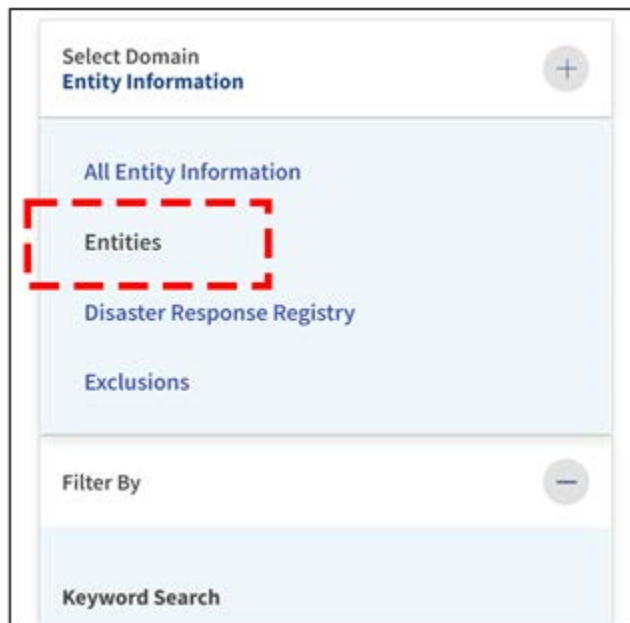 Select Domain
Entity Information
All Entity Information
Entities
Disaster Response Registry
Exclusions
Filter By
Keyword Search